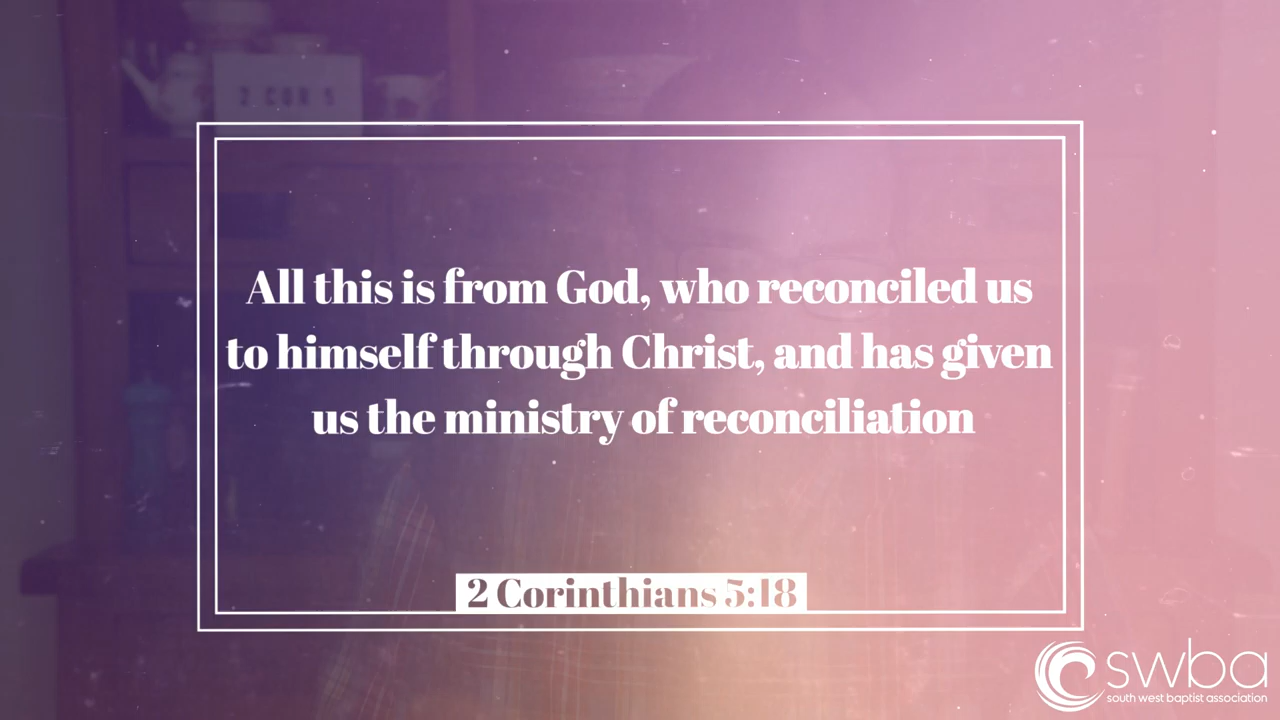 2 COR 5
All this is from God, who reconciled us
to himself through Christ, and has given
us the ministry of reconciliation
2 Corinthians 5:18
swba
south west baptist association